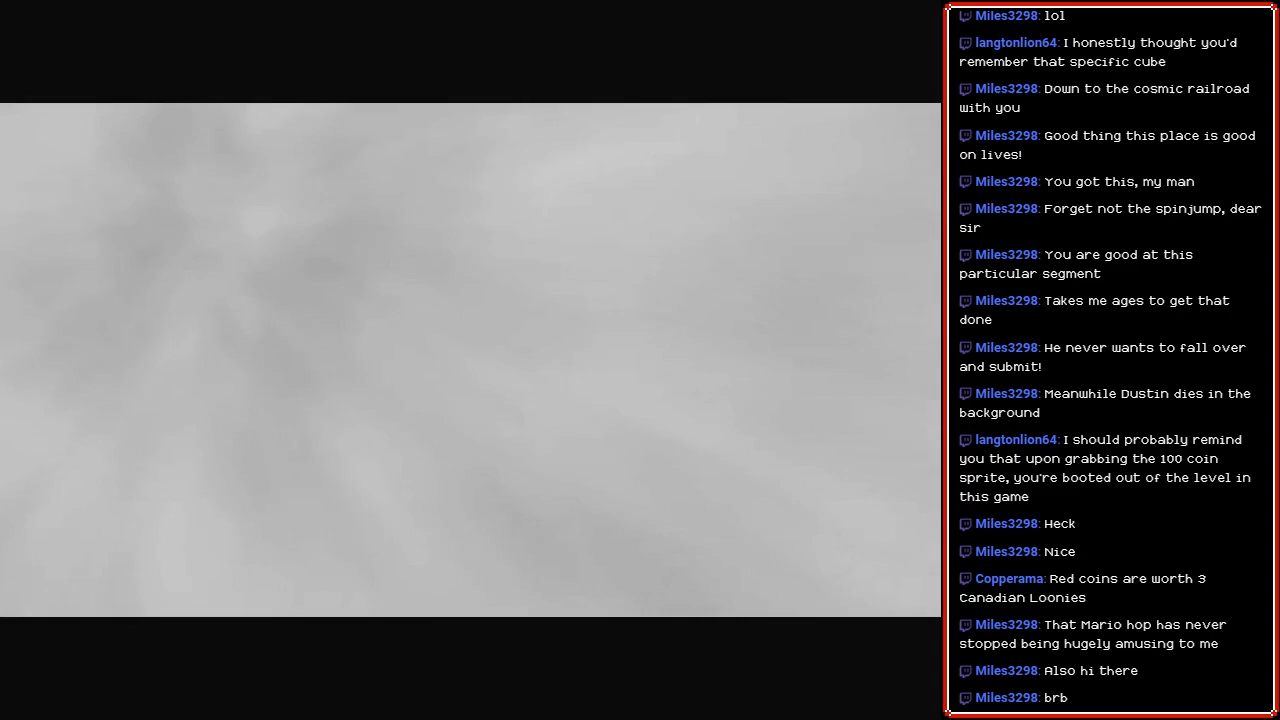 Miles3298: lol
langtonlion64: I honestly thought you'd
remember that specific cube
Miles3298: Down to the cosmic railroad
with you
Miles3298: Good thing this place is good
on lives!
Miles3298: You got this, my man
Miles3298: Forget not the spinjump, dear
sir
Miles3298: You are good at this
particular segment
Miles3298: Takes me ages to get that
done
Miles3298: He never wants to fall over
and submit!
Miles3298: Meanwhile Dustin dies in the
background
langtonlion64: I should probably remind
you that upon grabbing the 100 coin
sprite, you're booted out of the level in
this game
Miles3298: Heck
Miles3298: Nice
Copperama: Red coins are worth 3
Canadian Loonies
Miles3298: That Mario hop has never
stopped being hugely amusing to me
Miles3298: Also hi there
Miles3298: brb